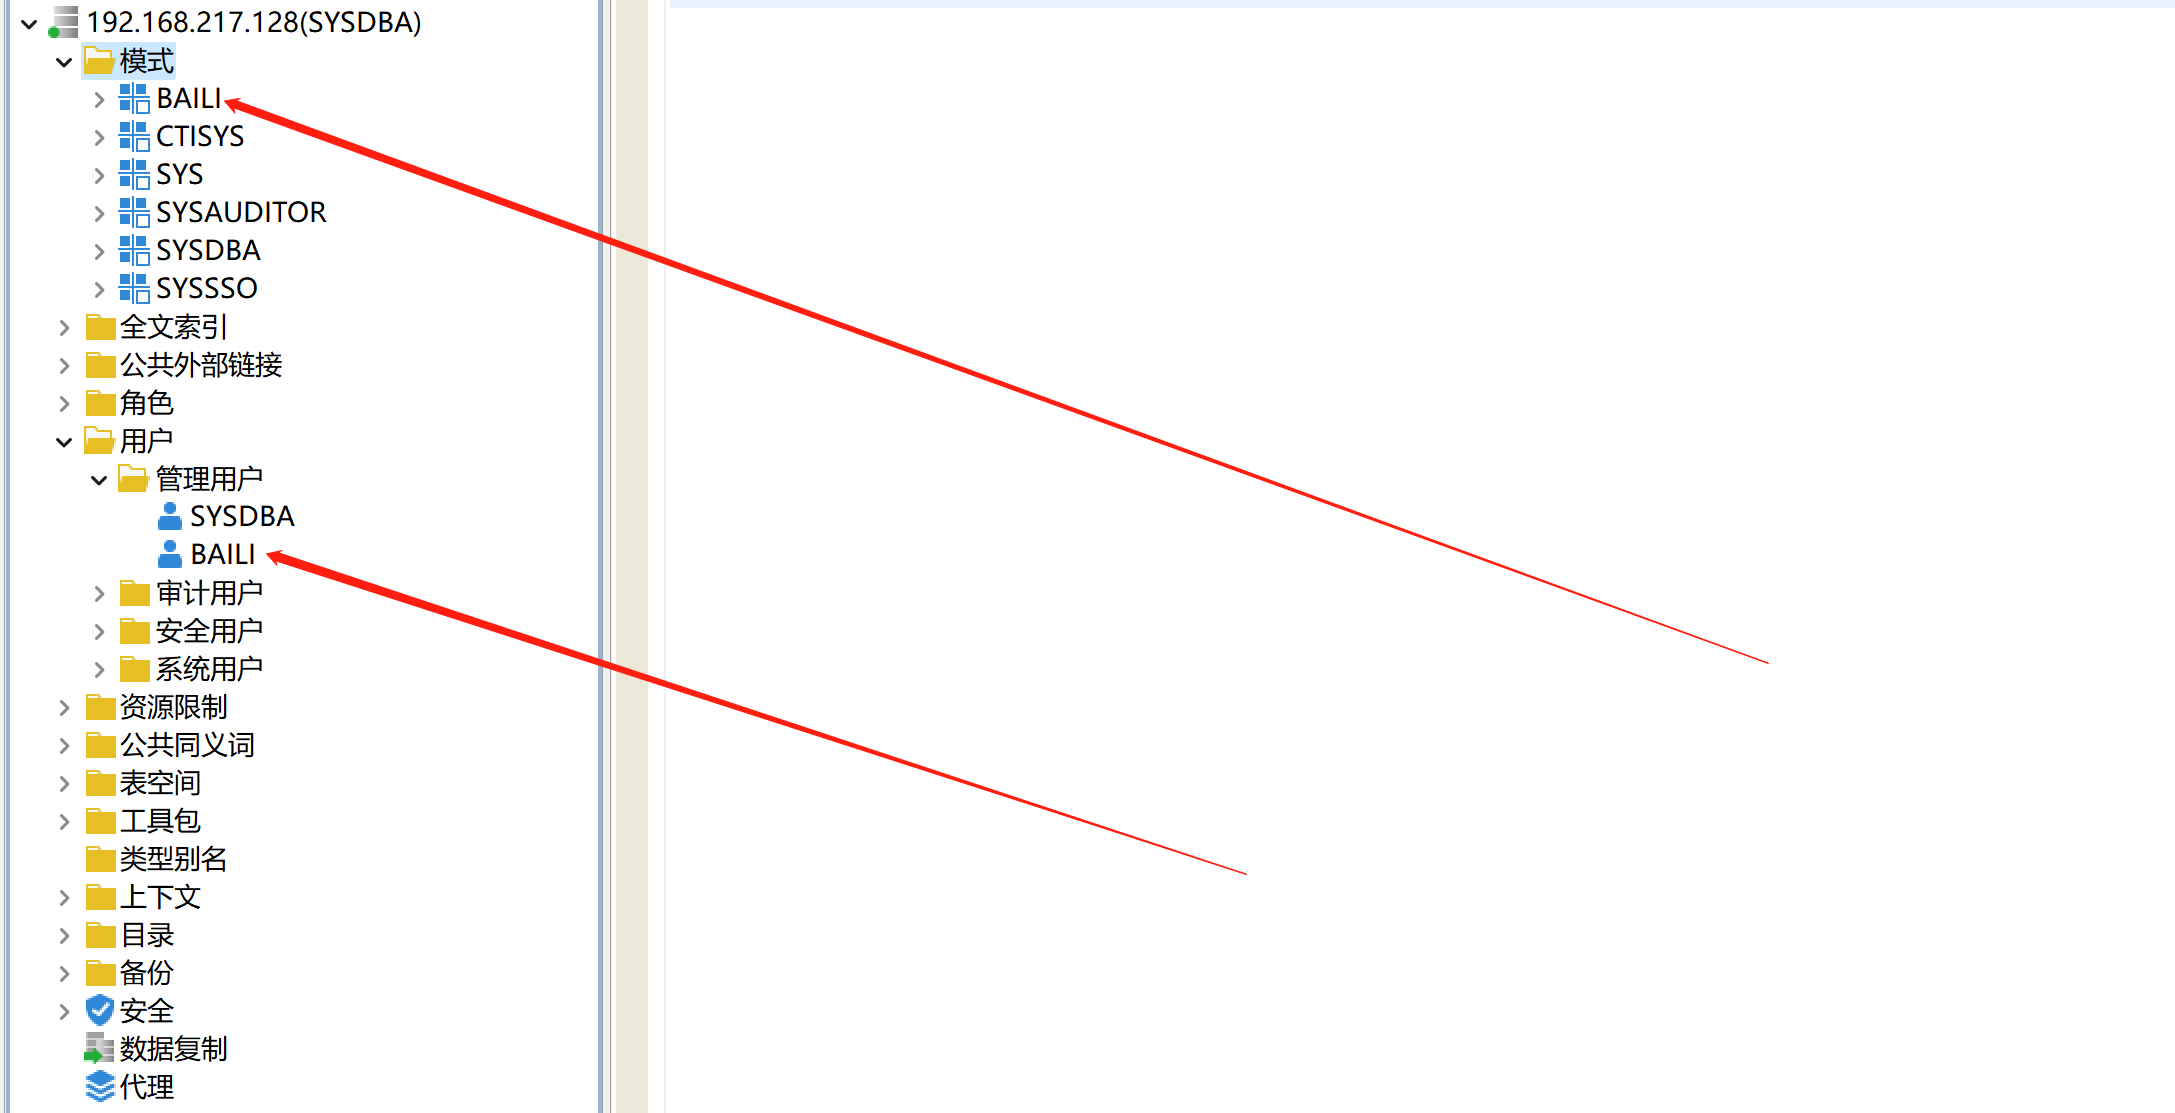 192.168.217.128(SYSDBA)
模式
BAILI
CTISYS
SYS
SYSAUDITOR
SYSDBA
SYSSSO
全文索引
公共外部链接
角色
用户
管理用户
SYSDBA
BAILI
审计用户
安全用户
系统用户
资源限制
公共同义词
表空间
工具包
类型别名
上下文
目录
备份
安全
数据复制
代理